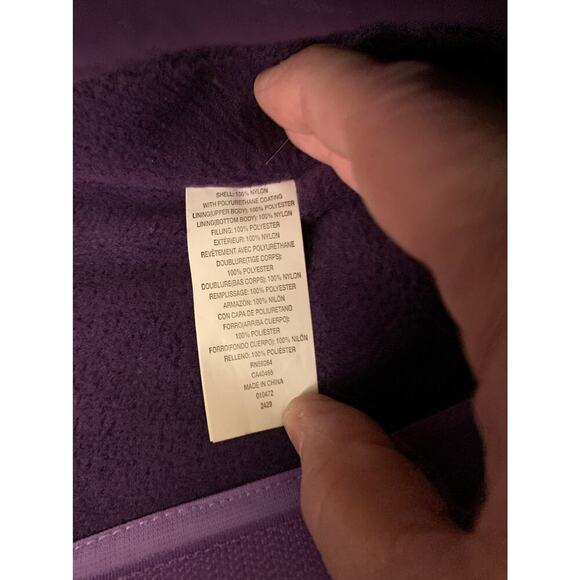 SHELL: 100% NYLON
WITH POLYURETHANE COATING
LINING(UPPER BODY): 100% POLYESTER
LINING(BOTTOM BODY): 100% NYLON
FILLING: 100% POLYESTER
EXTÉRIEUR: 100% NYLON
REVÊTEMENT AVEC POLYURÉTHANE
DOUBLURE(TIGE CORPS):
100% POLYESTER
DOUBLURE(BAS CORPS): 100% NYLON
REMPLISSAGE: 100% POLYESTER
ARMAZÓN: 100% NILÓN
CON CAPA DE POLIURETANO
FORRO(ARRIBA CUERPO):
100% POLIÉSTER
FORRO(FONDO CUERPO): 100% NILÓN
RELLENO: 100% POLIÉSTER
RN59264
CA40465
MADE IN CHINA
010472
2429